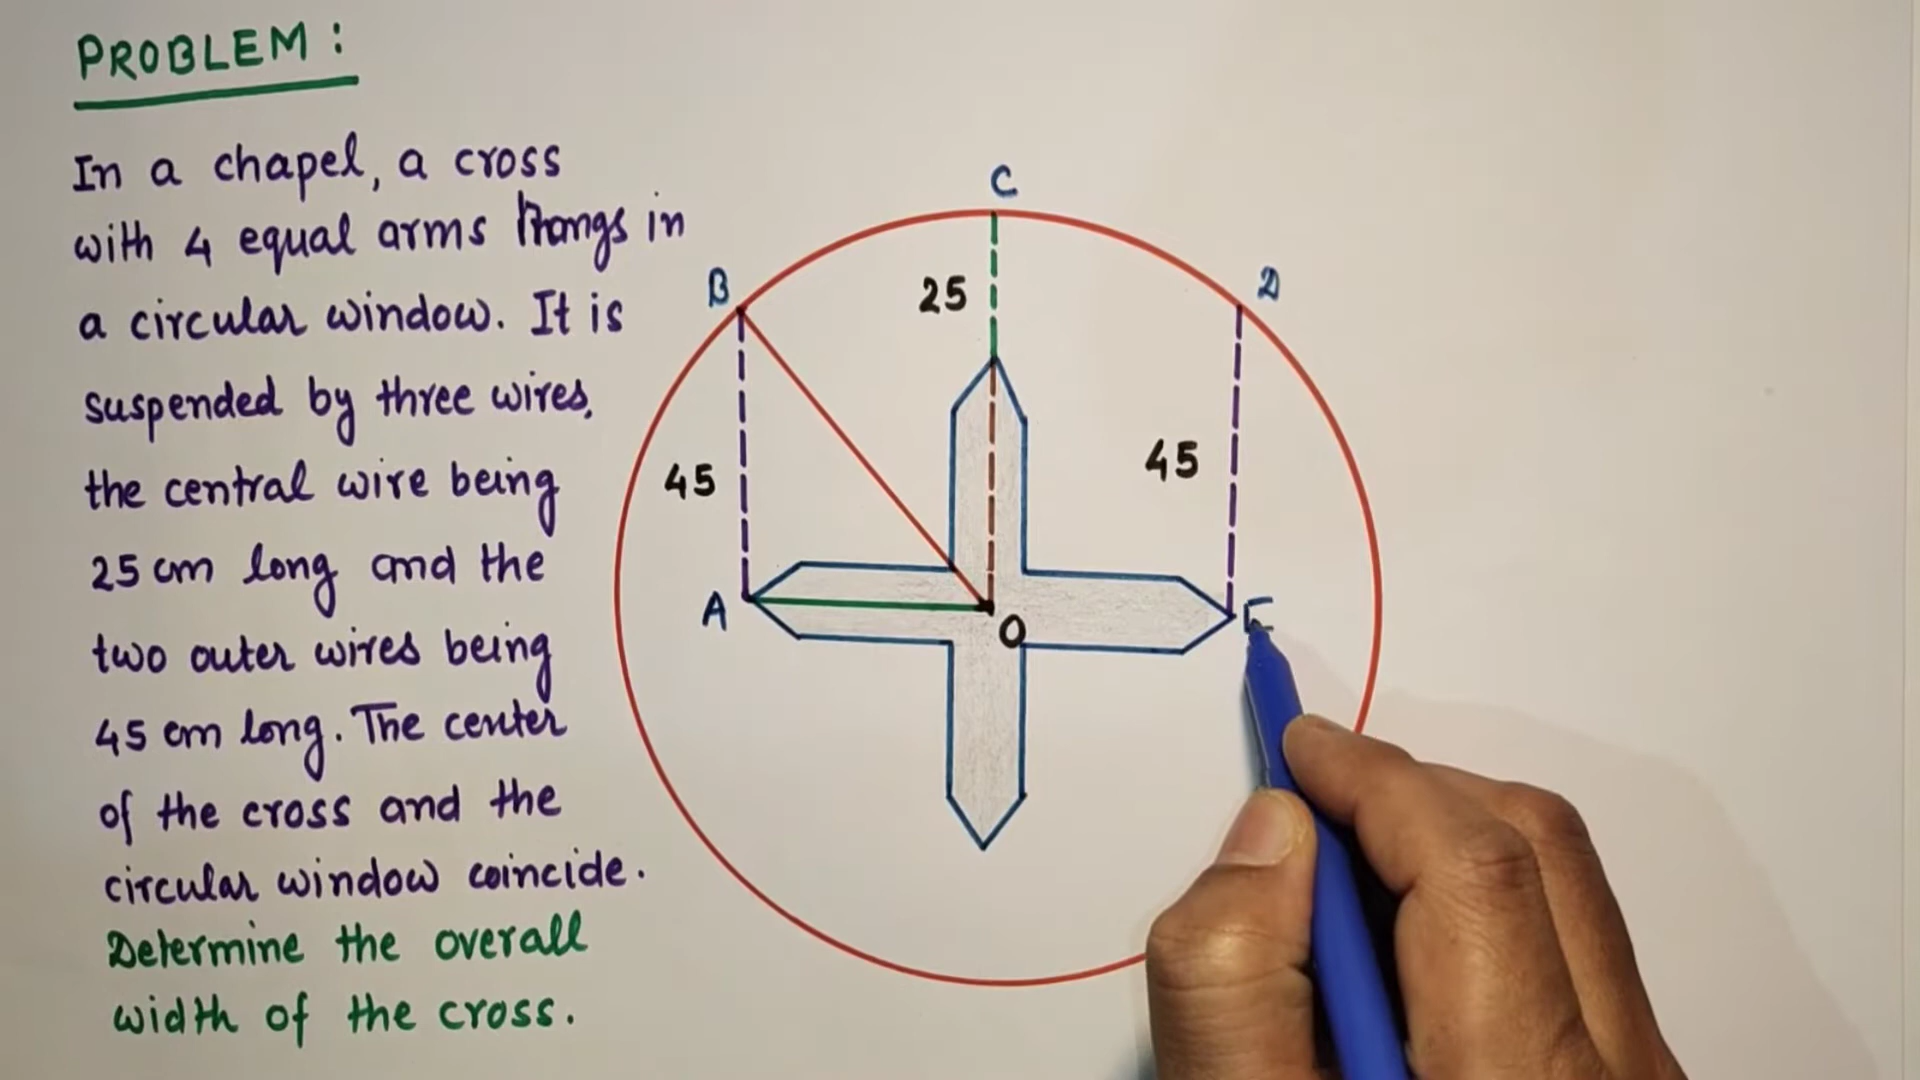 PROBLEM:
In a chapel, a cross
with 4 equal arms hangs in
a circular window. It is
suspended by three wires,
the central wire being
25 cm long and the
two outer wires being
45 cm long. The center
of the cross and the
circular window coincide.
Determine the overall
width of the cross.
C
B
25
D
45
45
A
O
E